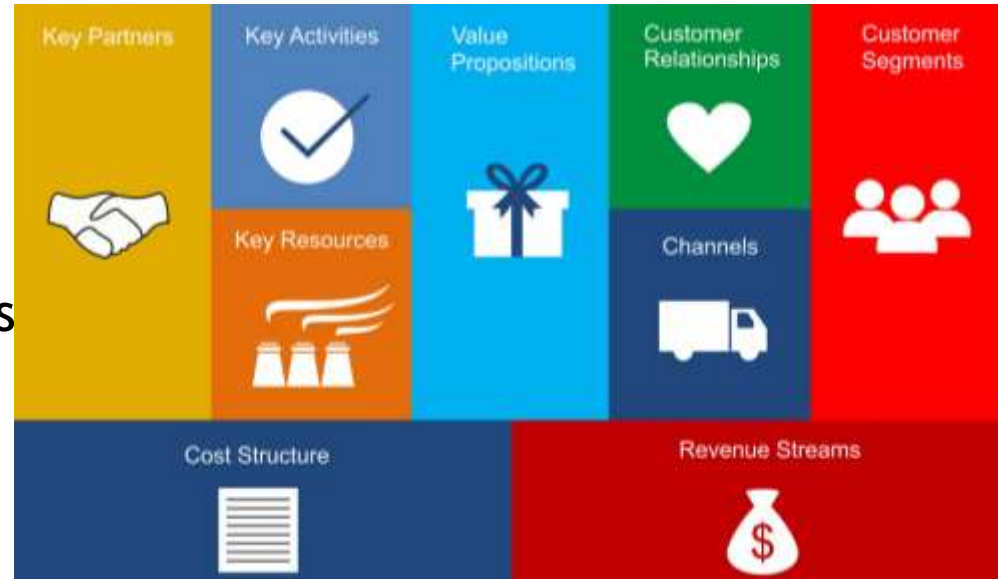 Key Partners
Key Activities
Value
Propositions
Customer
Relationships
Customer
Segments
Key Resources
Channels
s
Cost Structure
Revenue Streams
$